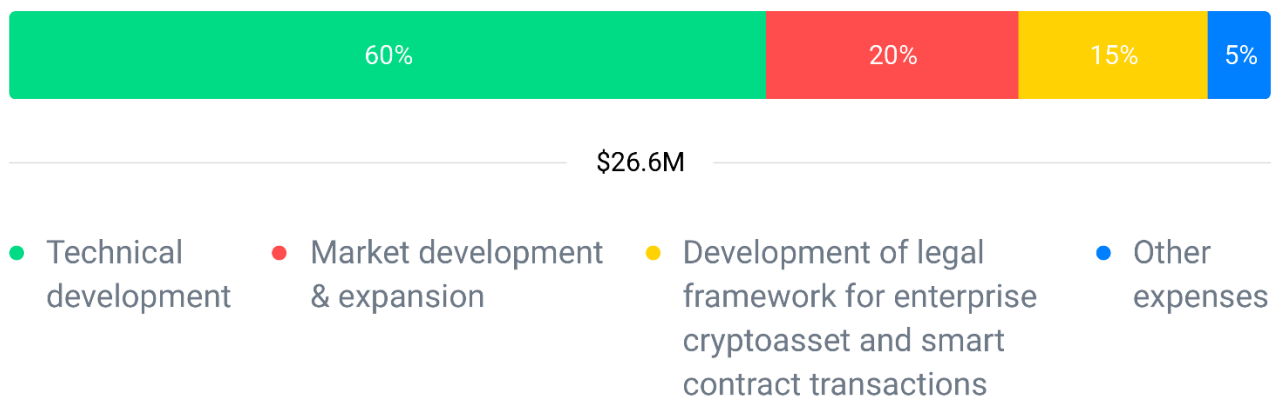 60% 20% 15% 5%
$26.6M
Technical
development
Market development
& expansion
Development of legal
framework for enterprise
cryptoasset and smart
contract transactions
Other
expenses